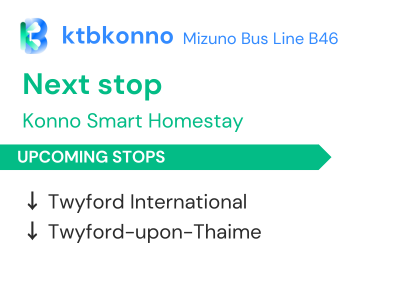 ktbkonno Mizuno Bus Line B46
Next stop
Konno Smart Homestay
UPCOMING STOPS
↓ Twyford International
↓ Twyford-upon-Thaime